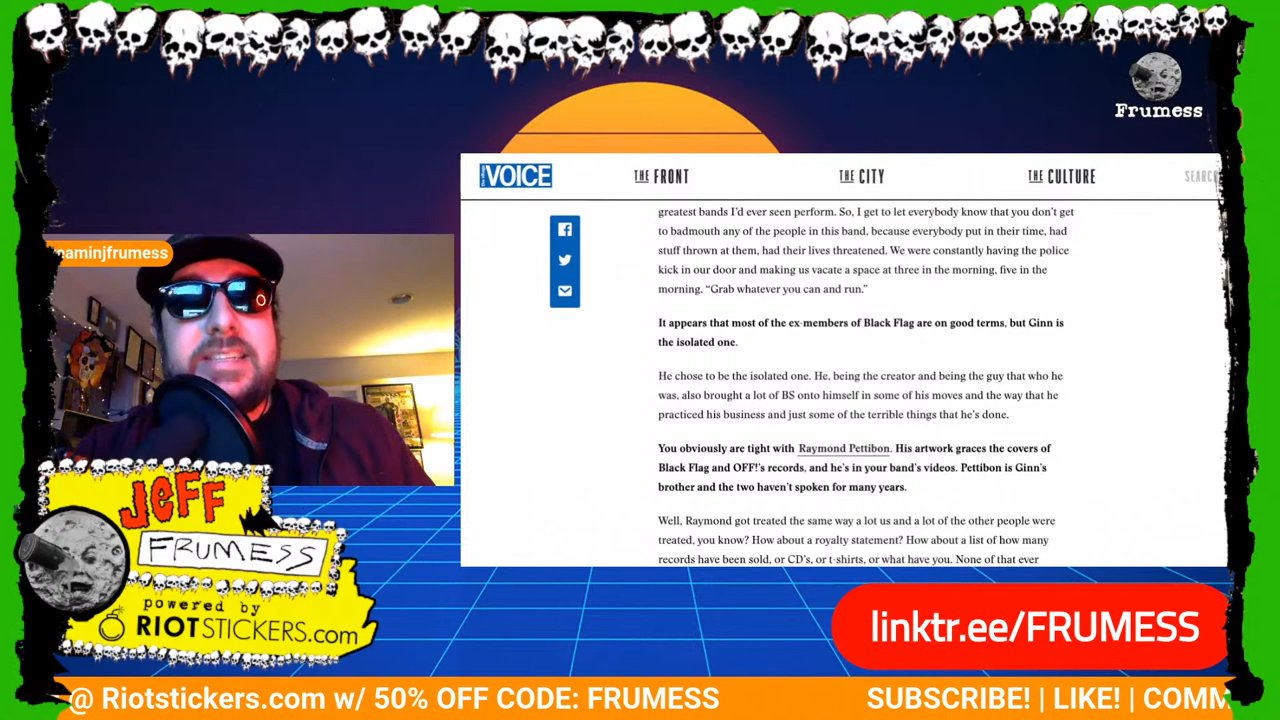 Frumess
the village VOICE
THE FRONT
THE CITY
THE CULTURE
SEARC
greatest bands I'd ever seen perform. So, I get to let everybody know that you don't get
to badmouth any of the people in this band, because everybody put in their time, had
stuff thrown at them, had their lives threatened. We were constantly having the police
kick in our door and making us vacate a space at three in the morning, five in the
morning. “Grab whatever you can and run.”
It appears that most of the ex-members of Black Flag are on good terms, but Ginn is
the isolated one.
He chose to be the isolated one. He, being the creator and being the guy that who he
was, also brought a lot of BS onto himself in some of his moves and the way that he
practiced his business and just some of the terrible things that he's done.
You obviously are tight with Raymond Pettibon. His artwork graces the covers of
Black Flag and OFF!'s records, and he's in your band's videos. Pettibon is Ginn's
brother and the two haven't spoken for many years.
Well, Raymond got treated the same way a lot us and a lot of the other people were
treated, you know? How about a royalty statement? How about a list of how many
records have been sold, or CD's, or t-shirts, or what have you. None of that ever
eaminjfrumess
JEFF
FRUMESS
powered by
RIOTSTICKERS.com
linktr.ee/FRUMESS
@ Riotstickers.com w/ 50% OFF CODE: FRUMESS
SUBSCRIBE! | LIKE! | COMM